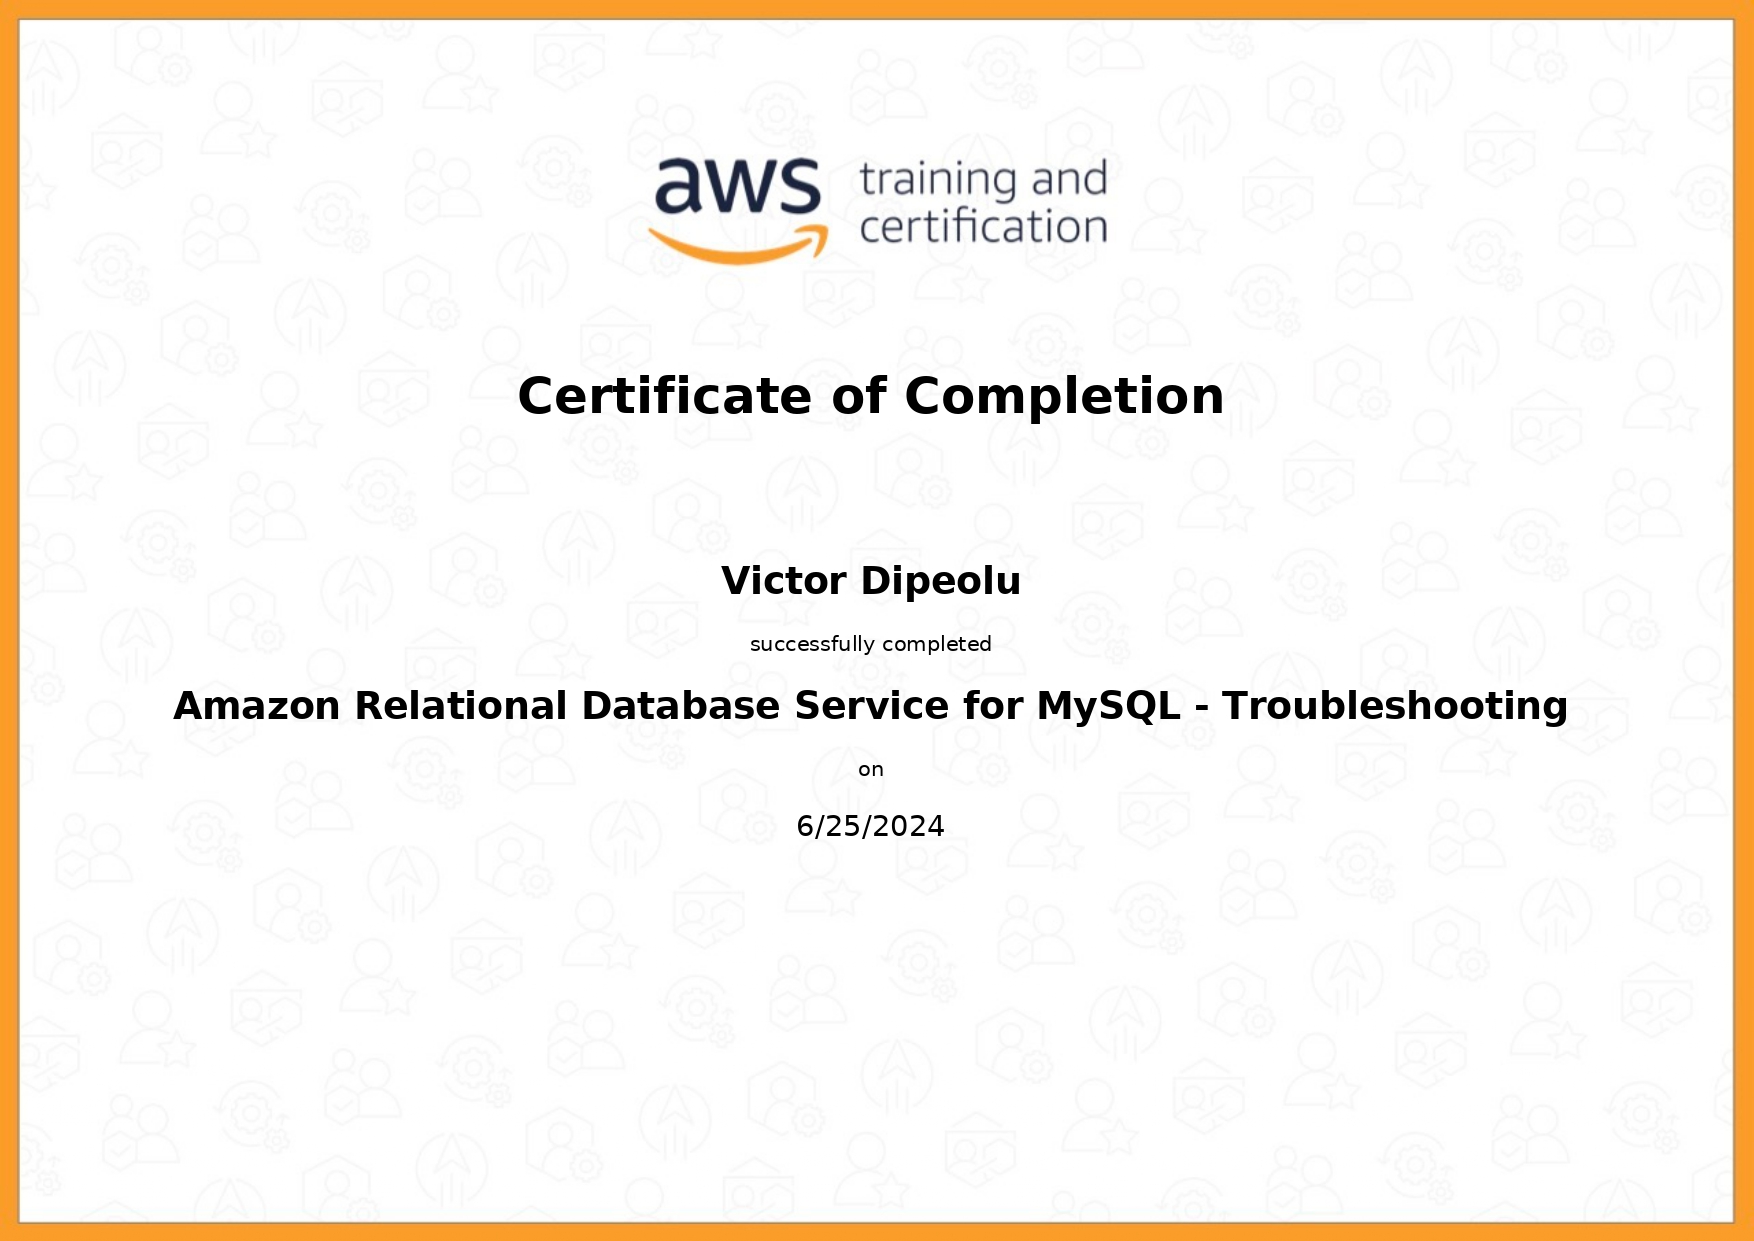 aws training and
certification
Certificate of Completion
Victor Dipeolu
successfully completed
Amazon Relational Database Service for MySQL - Troubleshooting
on
6/25/2024